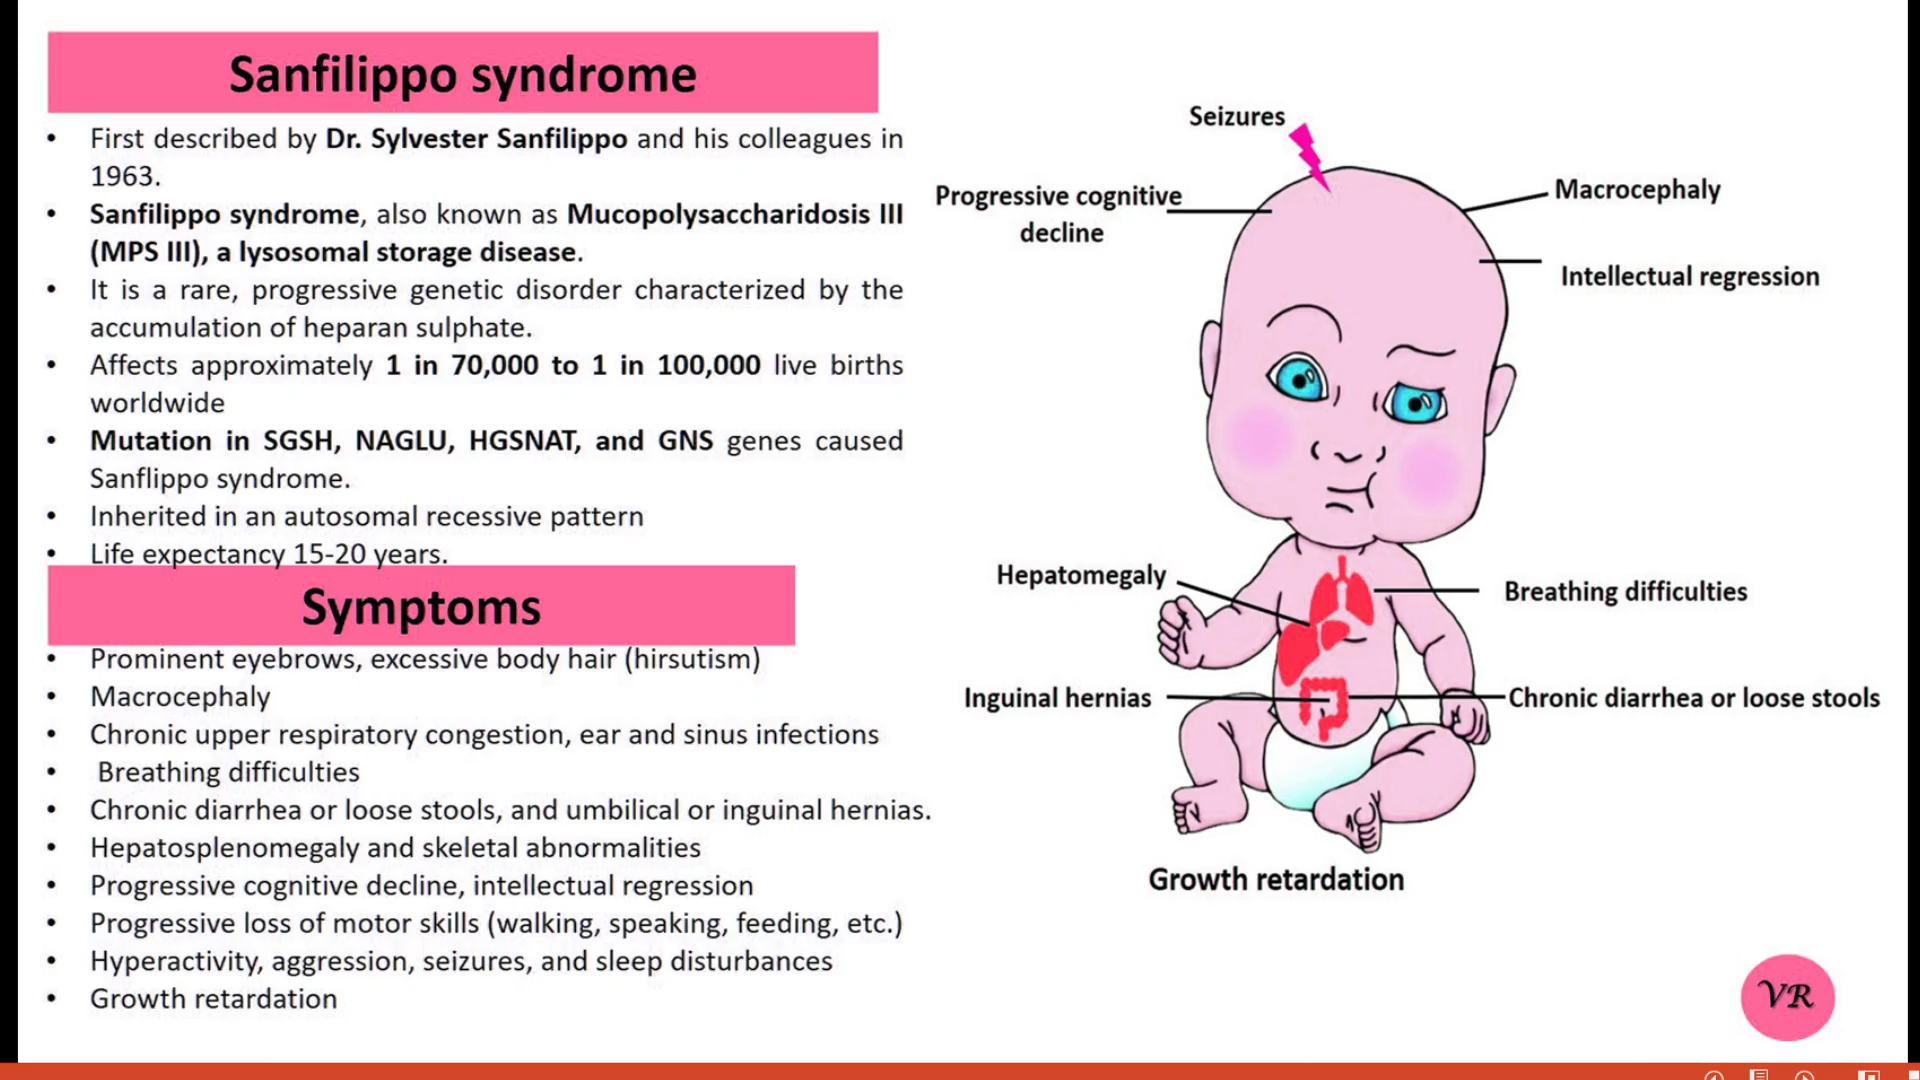 Sanfilippo syndrome
• First described by Dr. Sylvester Sanfilippo and his colleagues in
1963.
• Sanfilippo syndrome, also known as Mucopolysaccharidosis III
(MPS III), a lysosomal storage disease.
• It is a rare, progressive genetic disorder characterized by the
accumulation of heparan sulphate.
• Affects approximately 1 in 70,000 to 1 in 100,000 live births
worldwide
• Mutation in SGSH, NAGLU, HGSNAT, and GNS genes caused
Sanflippo syndrome.
• Inherited in an autosomal recessive pattern
• Life expectancy 15-20 years.
Symptoms
• Prominent eyebrows, excessive body hair (hirsutism)
• Macrocephaly
• Chronic upper respiratory congestion, ear and sinus infections
• Breathing difficulties
• Chronic diarrhea or loose stools, and umbilical or inguinal hernias.
• Hepatosplenomegaly and skeletal abnormalities
• Progressive cognitive decline, intellectual regression
• Progressive loss of motor skills (walking, speaking, feeding, etc.)
• Hyperactivity, aggression, seizures, and sleep disturbances
• Growth retardation
Seizures
Progressive cognitive
decline
Macrocephaly
Intellectual regression
Hepatomegaly
Breathing difficulties
Inguinal hernias
Chronic diarrhea or loose stools
Growth retardation
VR